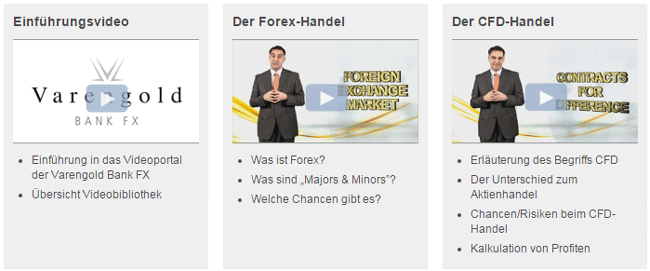 Einführungsvideo
Varengold
BANK FX
Einführung in das Videoportal
der Varengold Bank FX
Übersicht Videobibliothek
Der Forex-Handel
FOREIGN
EXCHANGE
MARKET
Was ist Forex?
Was sind „Majors & Minors"?
Welche Chancen gibt es?
Der CFD-Handel
CONTRACTS
FOR
DIFFERENCE
Erläuterung des Begriffs CFD
Der Unterschied zum
Aktienhandel
Chancen/Risiken beim CFD-
Handel
Kalkulation von Profiten